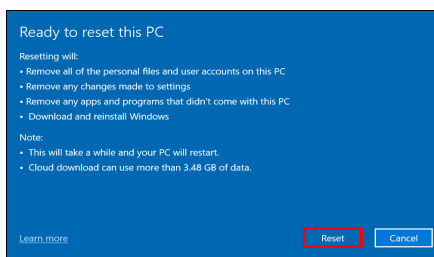 Ready to reset this PC
Resetting will:
• Remove all of the personal files and user accounts on this PC
• Remove any changes made to settings
• Remove any apps and programs that didn't come with this PC
• Download and reinstall Windows
Note:
• This will take a while and your PC will restart.
• Cloud download can use more than 3.48 GB of data.
Learn more
Reset
Cancel